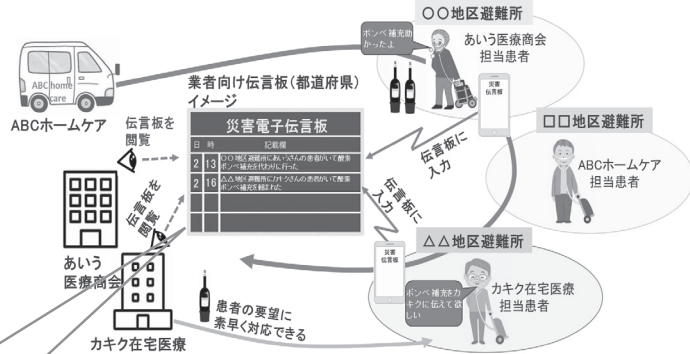 〇〇地区避難所
ボンベ補充助
かったよ
あいう医療商会
担当患者
災害
伝言板
ABC home
care
ABCホームケア
業者向け伝言板(都道府県)
イメージ
災害電子伝言板
日 時 記載欄
2 13 〇〇地区避難所にあいうさんの患者がいて酸素
ボンベ補充を代わりに行った
2 16 △△地区避難所にカキクさんの患者がいて酸素
ボンベ補充を頼まれた
伝言板を
閲覧
伝言板を
閲覧
伝言板に
入力
伝言板に
入力
□□地区避難所
ABCホームケア
担当患者
あいう
医療商会
カキク在宅医療
患者の要望に
素早く対応できる
災害
伝言板
△△地区避難所
ボンベ補充をカ
キクに伝えて欲
しい
カキク在宅医療
担当患者